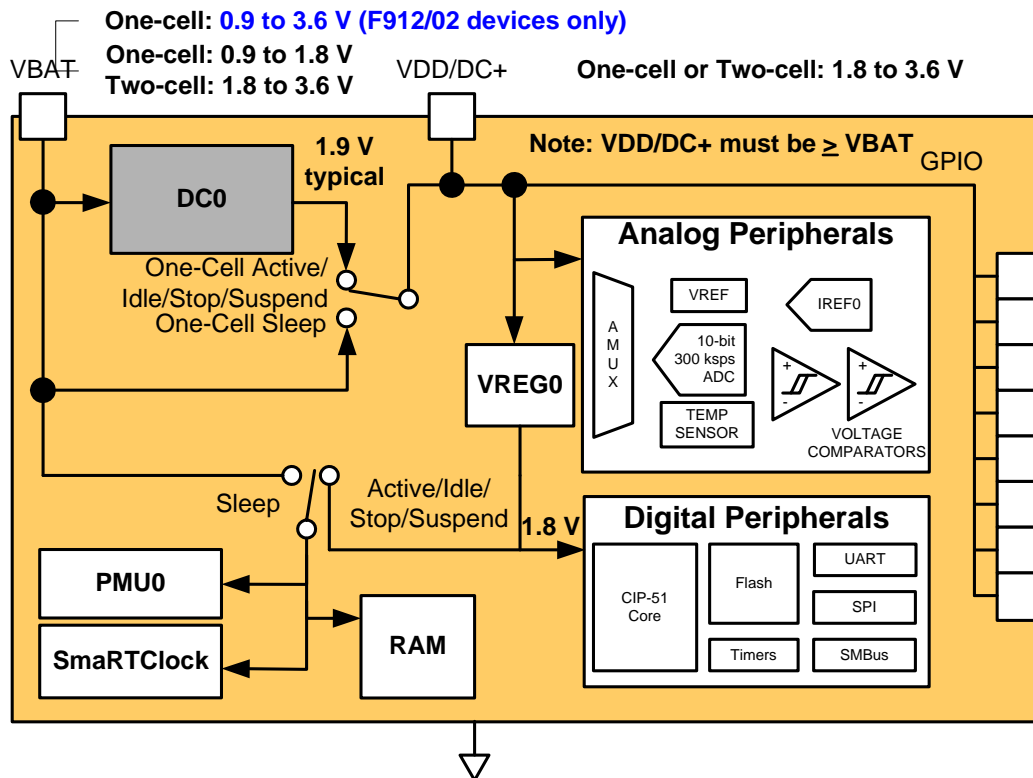 One-cell: 0.9 to 3.6 V (F912/02 devices only)
One-cell: 0.9 to 1.8 V
Two-cell: 1.8 to 3.6 V
VBAT
VDD/DC+
One-cell or Two-cell: 1.8 to 3.6 V
Note: VDD/DC+ must be ≥ VBAT
GPIO
1.9 V
typical
DC0
One-Cell Active/
Idle/Stop/Suspend
One-Cell Sleep
Analog Peripherals
AMUX
VREF
IREF0
10-bit
300 ksps
ADC
TEMP
SENSOR
+
-
+
-
VOLTAGE
COMPARATORS
VREG0
Sleep
Active/Idle/
Stop/Suspend
1.8 V
Digital Peripherals
CIP-51
Core
Flash
Timers
UART
SPI
SMBus
PMU0
SmaRTClock
RAM